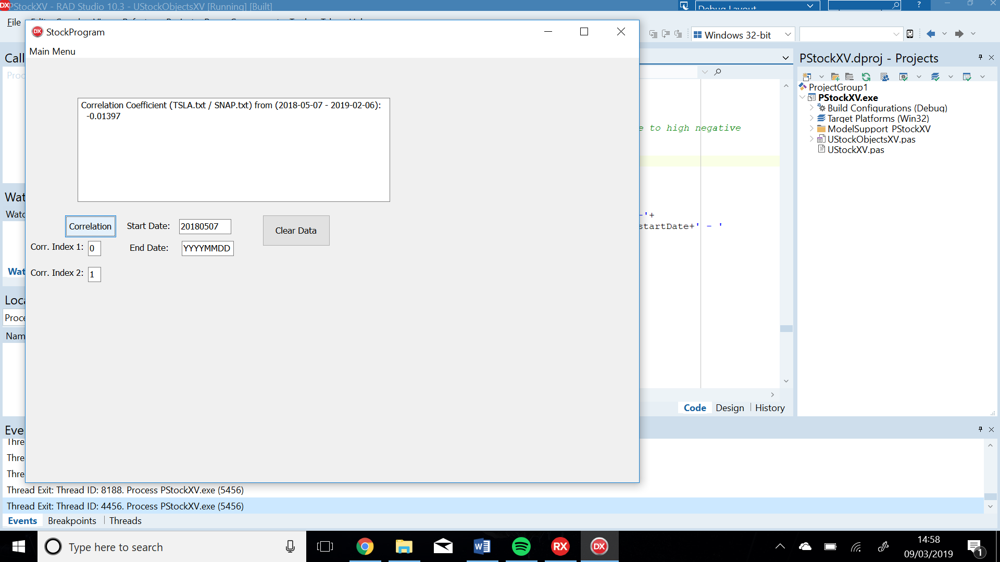 PStockXV - RAD Studio 10.3 - UStockObjectsXV [Running] [Built]
Debug Layout
?
File
StockProgram
Windows 32-bit
Main Menu
Call
PStockXV.dproj - Projects
ProjectGroup1
PStockXV.exe
Build Configurations (Debug)
Target Platforms (Win32)
ModelSupport_PStockXV
UStockObjectsXV.pas
UStockXV.pas
Correlation Coefficient (TSLA.txt / SNAP.txt) from (2018-05-07 - 2019-02-06):
-0.01397
e to high negative
-'+
startDate+' - '
Correlation
Start Date:
20180507
Clear Data
Corr. Index 1:
0
End Date:
YYYYMMDD
Corr. Index 2:
1
Wat
Watc
Wat
Loca
Proce
Nam
Code
Design
History
Eve
Thre
Thre
Thre
Thread Exit: Thread ID: 8188. Process PStockXV.exe (5456)
Thread Exit: Thread ID: 4456. Process PStockXV.exe (5456)
Events
Breakpoints
Threads
Type here to search
RX
DX
14:58
09/03/2019
1